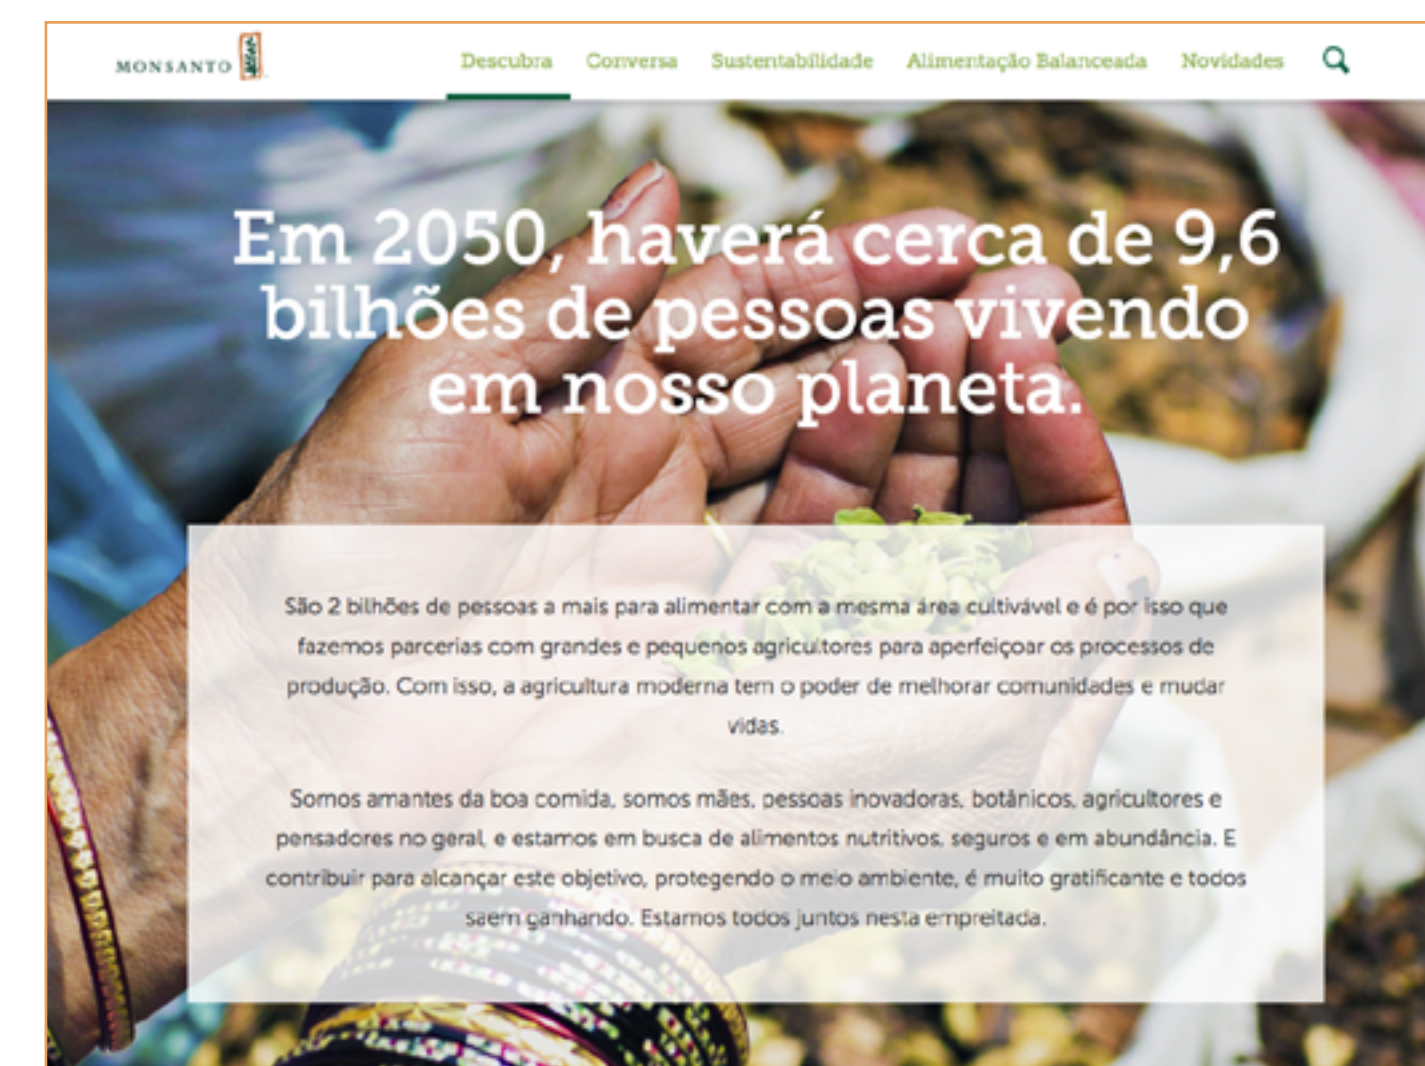 MONSANTO
Descubra Conversa Sustentabilidade Alimentação Balanceada Novidades
Em 2050, haverá cerca de 9,6
bilhões de pessoas vivendo
em nosso planeta.
São 2 bilhões de pessoas a mais para alimentar com a mesma área cultivável e é por isso que
fazemos parcerias com grandes e pequenos agricultores para aperfeiçoar os processos de
produção. Com isso, a agricultura moderna tem o poder de melhorar comunidades e mudar
vidas.
Somos amantes da boa comida, somos mães, pessoas inovadoras, botânicos, agricultores e
pensadores no geral, e estamos em busca de alimentos nutritivos, seguros e em abundância. E
contribuir para alcançar este objetivo, protegendo o meio ambiente, é muito gratificante e todos
saem ganhando. Estamos todos juntos nesta empreitada.